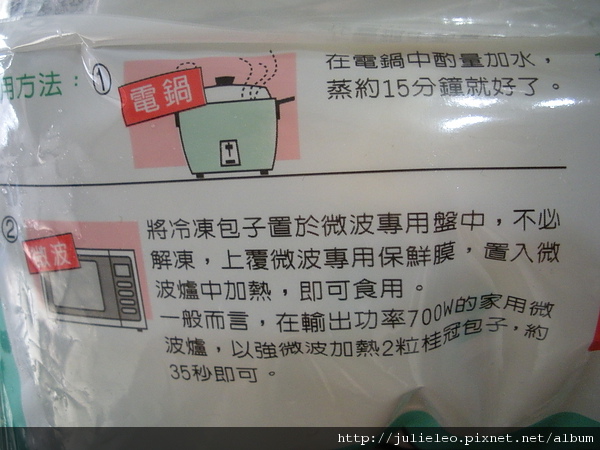 用方法：①
電鍋
在電鍋中酌量加水，
蒸約15分鐘就好了。
②
微波
將冷凍包子置於微波專用盤中，不必
解凍，上覆微波專用保鮮膜，置入微
波爐中加熱，即可食用。
一般而言，在輸出功率700W的家用微
波爐，以強微波加熱2粒桂冠包子，約
35秒即可。
http://julieleo.pixnet.net/album